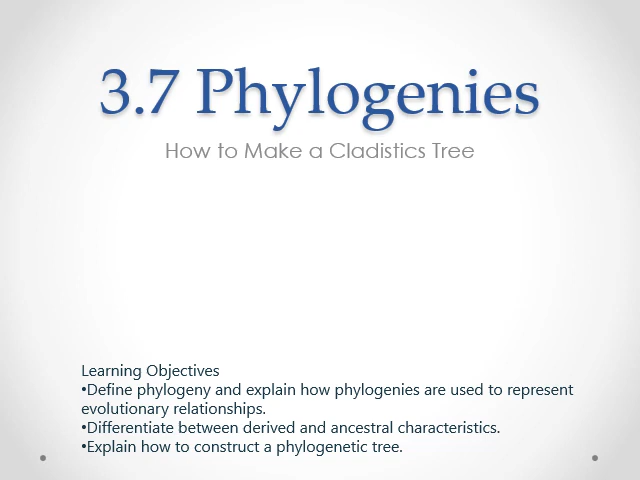 3.7 Phylogenies
How to Make a Cladistics Tree
Learning Objectives
•Define phylogeny and explain how phylogenies are used to represent
evolutionary relationships.
•Differentiate between derived and ancestral characteristics.
•Explain how to construct a phylogenetic tree.